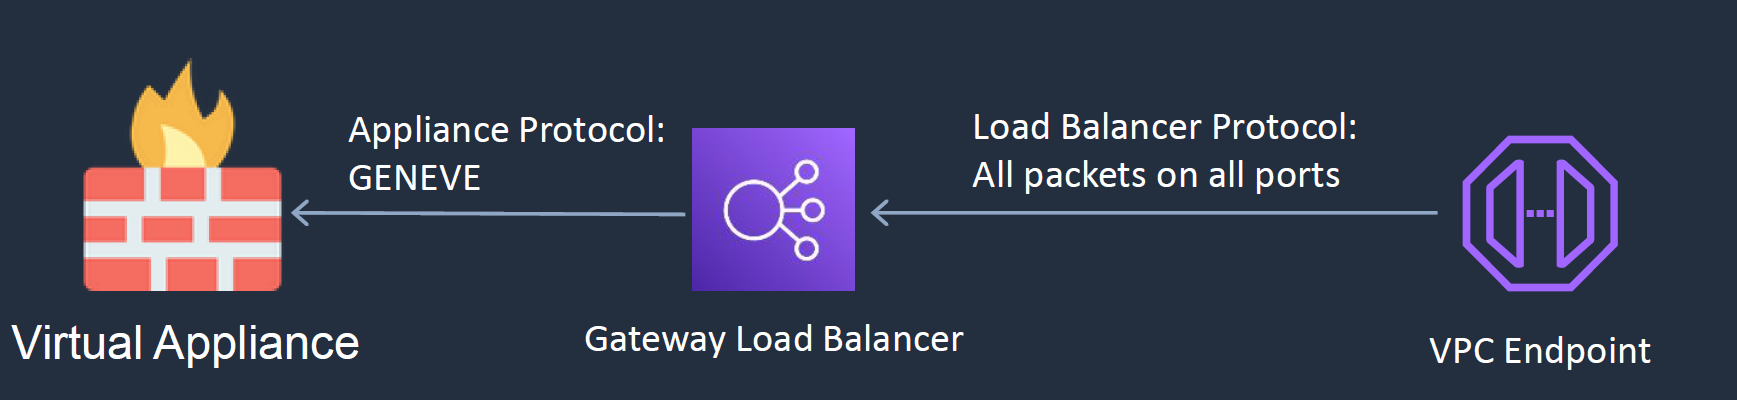 Appliance Protocol:
GENEVE
Load Balancer Protocol:
All packets on all ports
Virtual Appliance
Gateway Load Balancer
VPC Endpoint